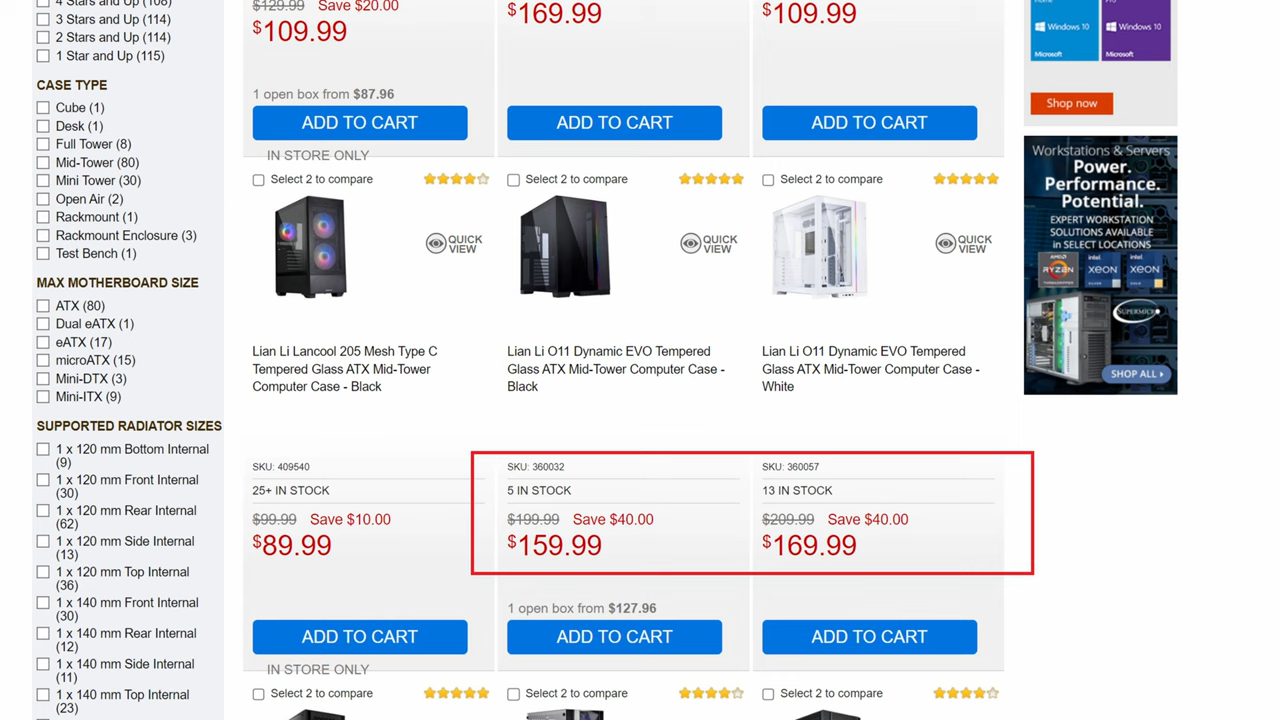 4 Stars and Up (108)
3 Stars and Up (114)
2 Stars and Up (114)
1 Star and Up (115)
CASE TYPE
Cube (1)
Desk (1)
Full Tower (8)
Mid-Tower (80)
Mini Tower (30)
Open Air (2)
Rackmount (1)
Rackmount Enclosure (3)
Test Bench (1)
MAX MOTHERBOARD SIZE
ATX (80)
Dual eATX (1)
eATX (17)
microATX (15)
Mini-DTX (3)
Mini-ITX (9)
SUPPORTED RADIATOR SIZES
1 x 120 mm Bottom Internal
(9)
1 x 120 mm Front Internal
(30)
1 x 120 mm Rear Internal
(62)
1 x 120 mm Side Internal
(13)
1 x 120 mm Top Internal
(36)
1 x 140 mm Front Internal
(30)
1 x 140 mm Rear Internal
(12)
1 x 140 mm Side Internal
(11)
1 x 140 mm Top Internal
(23)
$129.99 Save $20.00
$109.99
1 open box from $87.96
ADD TO CART
IN STORE ONLY
$169.99
ADD TO CART
$109.99
ADD TO CART
Select 2 to compare
QUICK
VIEW
Lian Li Lancool 205 Mesh Type C
Tempered Glass ATX Mid-Tower
Computer Case - Black
SKU: 409540
25+ IN STOCK
$99.99 Save $10.00
$89.99
ADD TO CART
IN STORE ONLY
Select 2 to compare
QUICK
VIEW
Lian Li O11 Dynamic EVO Tempered
Glass ATX Mid-Tower Computer Case -
Black
SKU: 360032
5 IN STOCK
$199.99 Save $40.00
$159.99
1 open box from $127.96
ADD TO CART
Select 2 to compare
QUICK
VIEW
Lian Li O11 Dynamic EVO Tempered
Glass ATX Mid-Tower Computer Case -
White
SKU: 360057
13 IN STOCK
$209.99 Save $40.00
$169.99
ADD TO CART
Select 2 to compare
Select 2 to compare
Select 2 to compare
Home
Windows 10
Microsoft
Pro
Windows 10
Microsoft
Shop now
Workstations & Servers
Power.
Performance.
Potential.
EXPERT WORKSTATION
SOLUTIONS AVAILABLE
in SELECT LOCATIONS
AMD
RYZEN
intel
XEON
intel
XEON
SUPERMICR
SHOP ALL